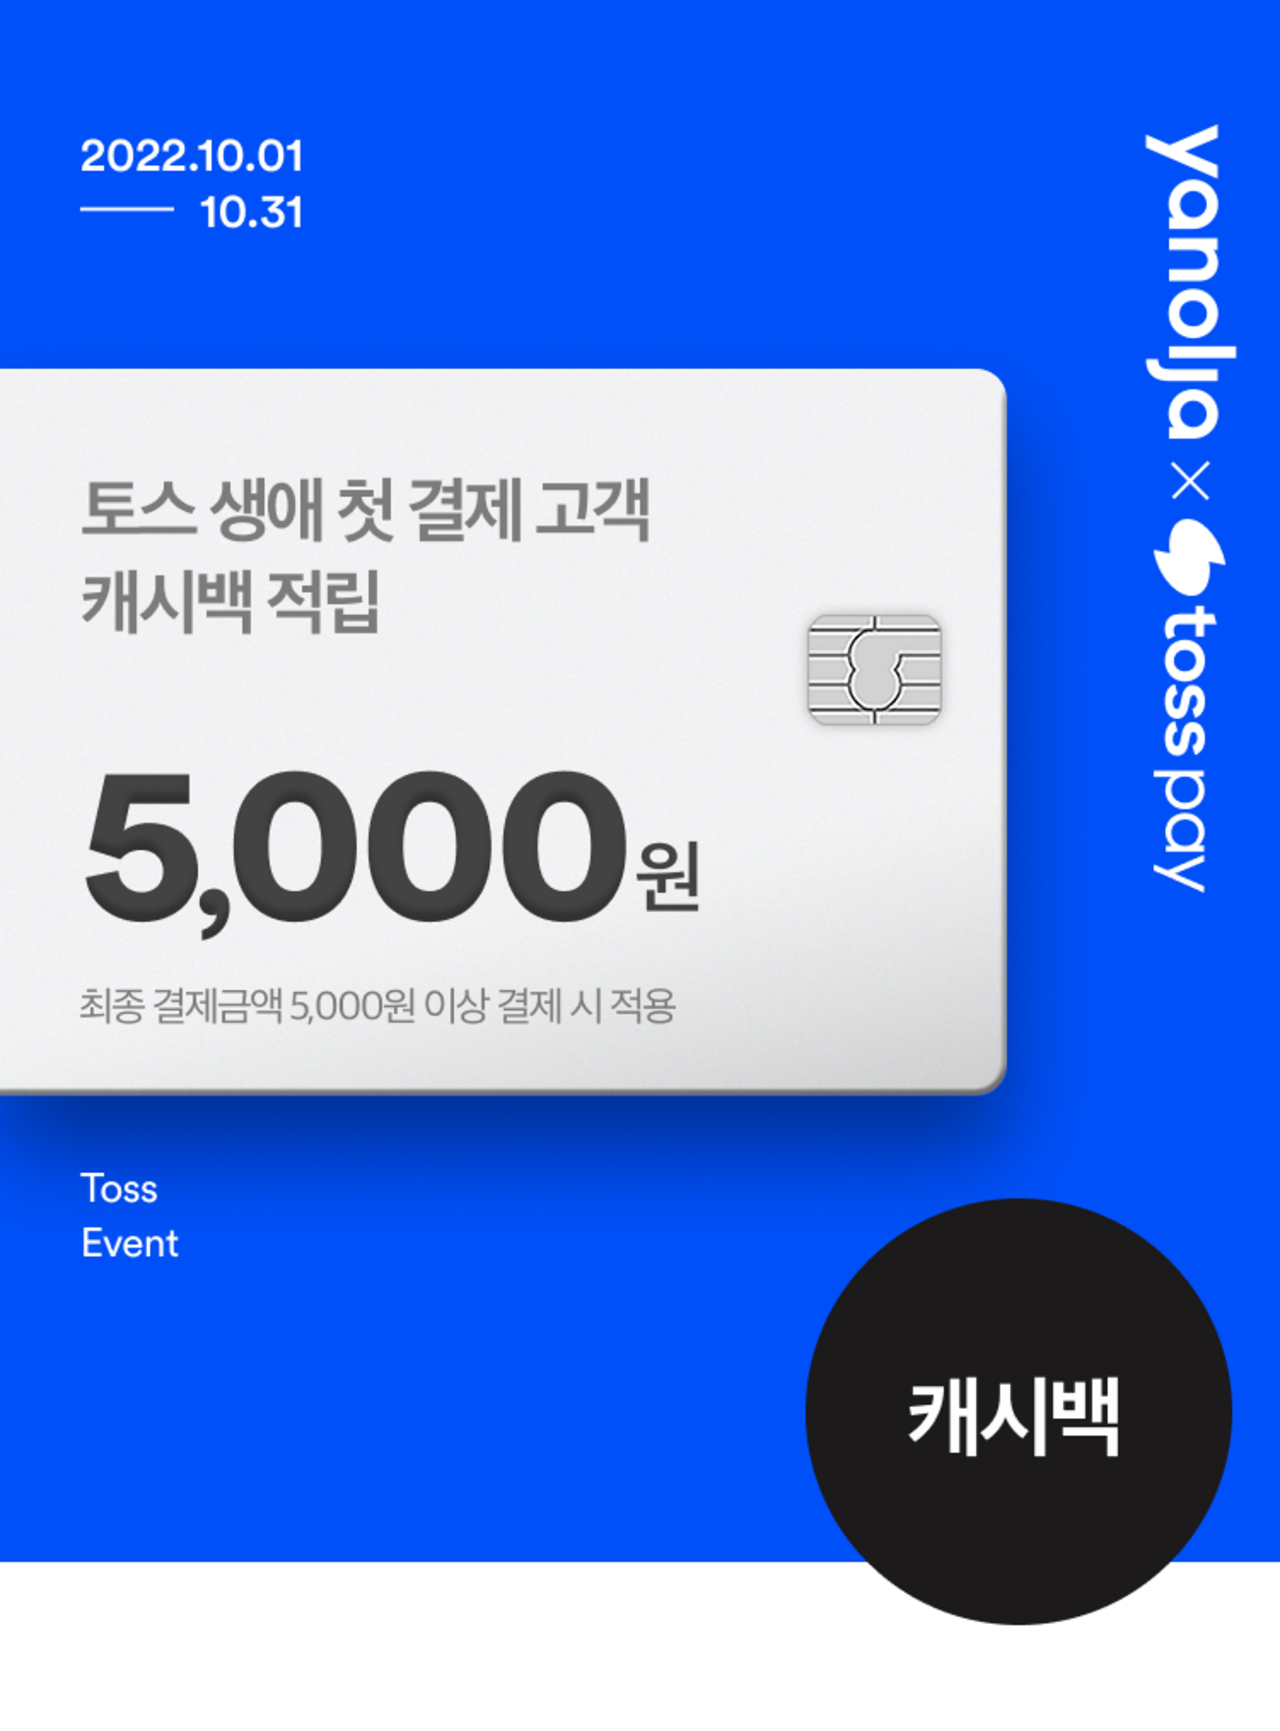 2022.10.01
10.31
yanolja × toss pay
토스 생애 첫 결제 고객
캐시백 적립
5,000원
최종 결제금액 5,000원 이상 결제 시 적용
Toss
Event
캐시백